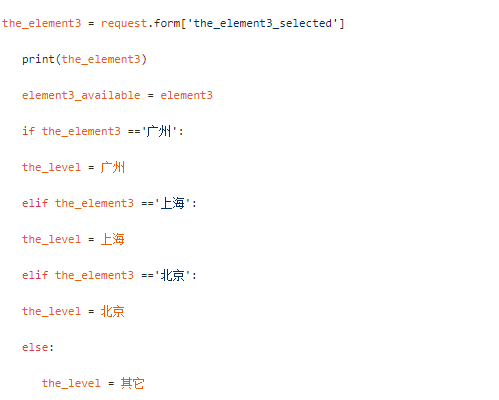 the_element3 = request.form['the_element3_selected']
print(the_element3)
element3_available = element3
if the_element3 =='广州':
the_level = 广州
elif the_element3 =='上海':
the_level = 上海
elif the_element3 =='北京':
the_level = 北京
else:
the_level = 其它